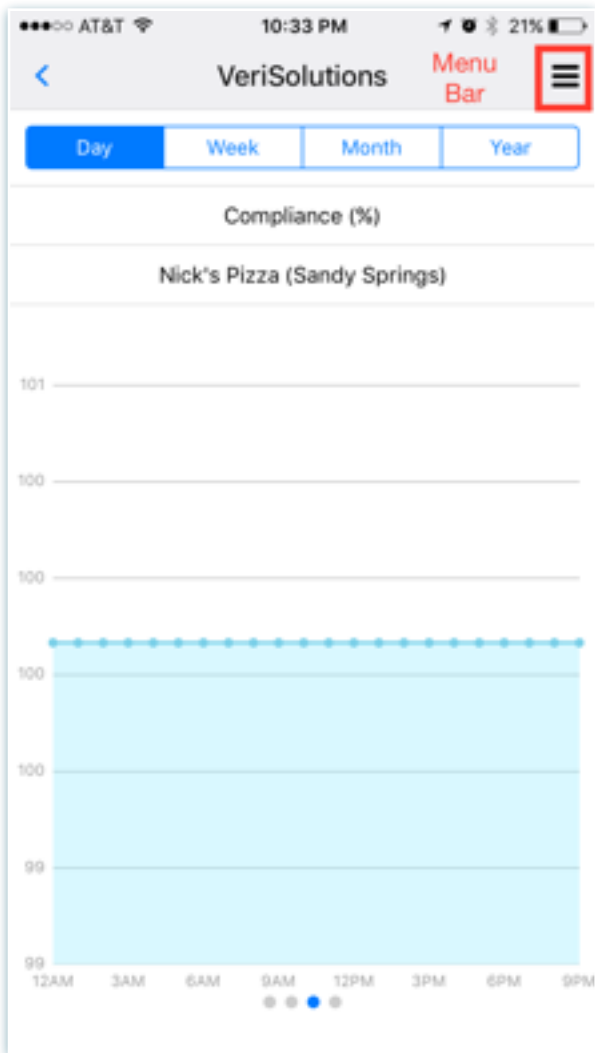 AT&T 10:33 PM 21%
VeriSolutions Menu Bar
Day Week Month Year
Compliance (%)
Nick's Pizza (Sandy Springs)
101
100
100
100
100
99
99
12AM 3AM 6AM 9AM 12PM 3PM 6PM 9PM